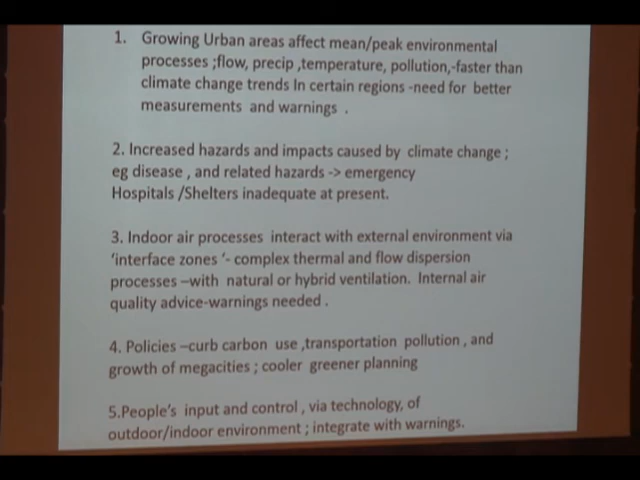 1. Growing Urban areas affect mean/peak environmental
processes ;flow, precip ,temperature, pollution,-faster than
climate change trends In certain regions -need for better
measurements and warnings .
2. Increased hazards and impacts caused by climate change ;
eg disease , and related hazards -> emergency
Hospitals /Shelters inadequate at present.
3. Indoor air processes interact with external environment via
‘interface zones ‘- complex thermal and flow dispersion
processes –with natural or hybrid ventilation. Internal air
quality advice-warnings needed .
4. Policies –curb carbon use ,transportation pollution , and
growth of megacities ; cooler greener planning
5.People’s input and control , via technology, of
outdoor/indoor environment ; integrate with warnings.